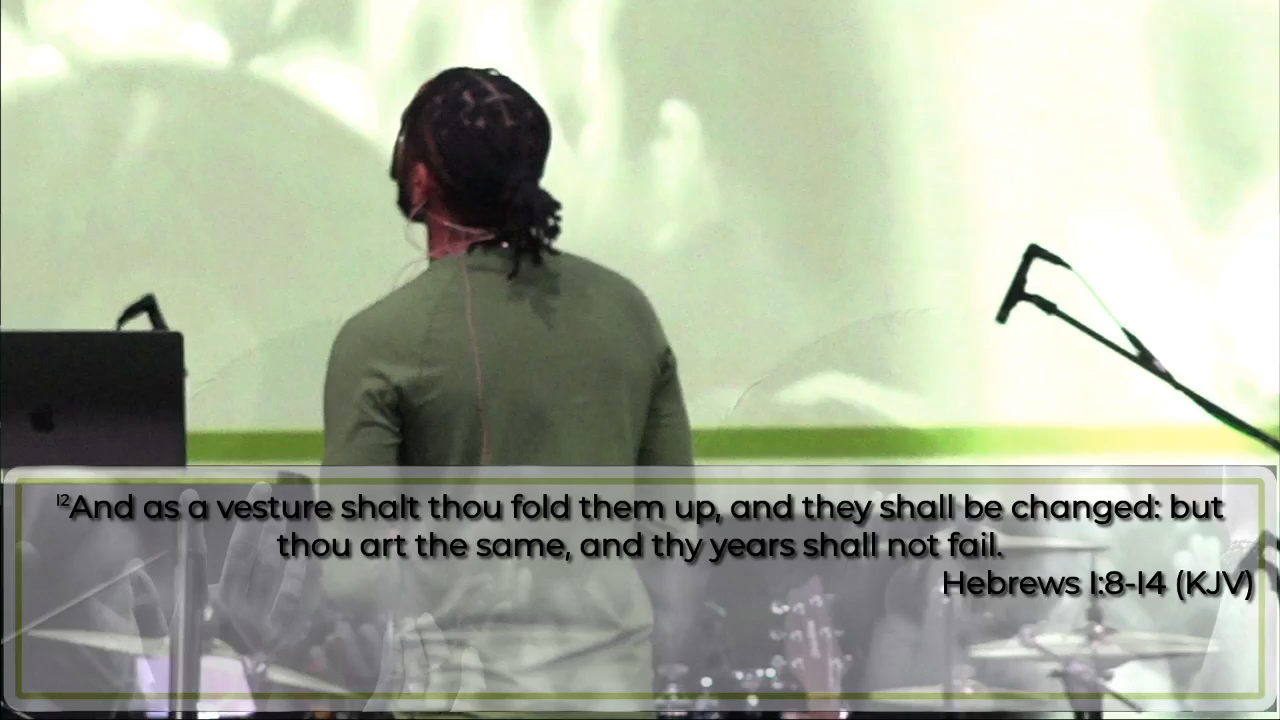 ¹²And as a vesture shalt thou fold them up, and they shall be changed: but
thou art the same, and thy years shall not fail.
Hebrews 1:8-14 (KJV)